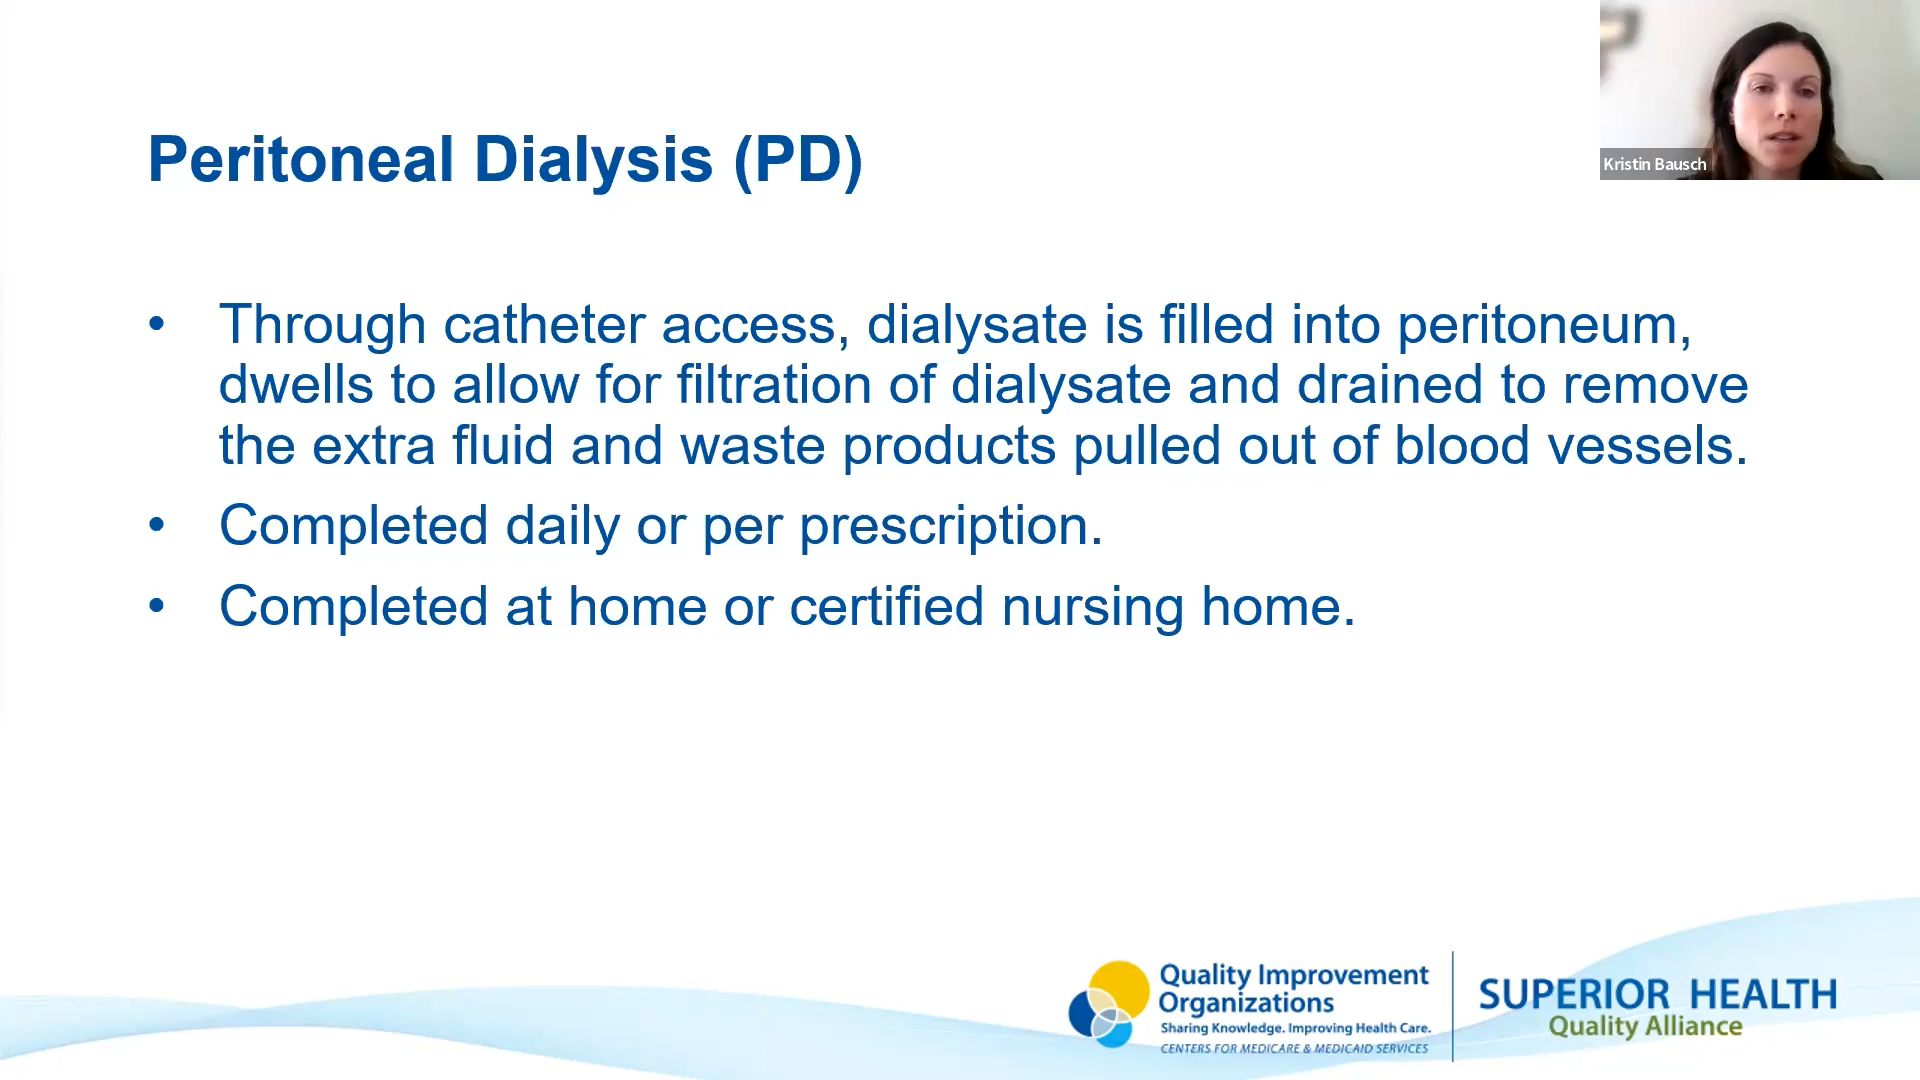 Kristin Bausch
Peritoneal Dialysis (PD)
• Through catheter access, dialysate is filled into peritoneum,
dwells to allow for filtration of dialysate and drained to remove
the extra fluid and waste products pulled out of blood vessels.
• Completed daily or per prescription.
• Completed at home or certified nursing home.
Quality Improvement
Organizations
Sharing Knowledge. Improving Health Care.
CENTERS FOR MEDICARE & MEDICAID SERVICES
SUPERIOR HEALTH
Quality Alliance